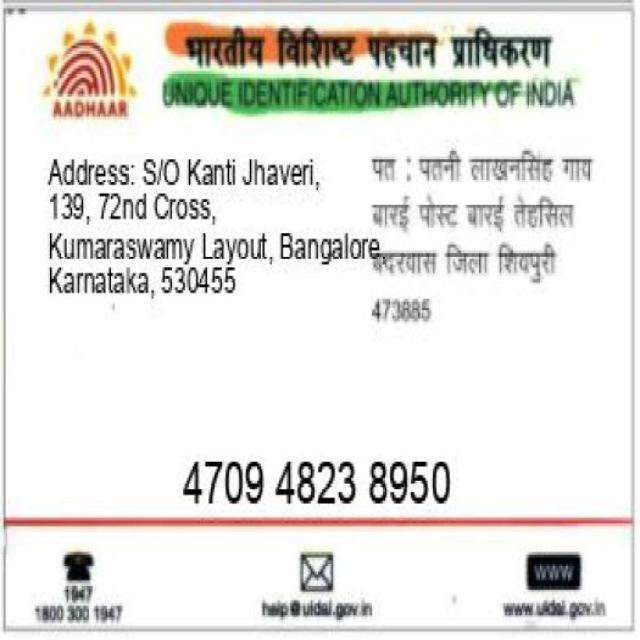 भारतीय विशिष्ट पहचान प्राधिकरण
UNIQUE IDENTIFICATION AUTHORITY OF INDIA
AADHAAR
Address: S/O Kanti Jhaveri,
139, 72nd Cross,
Kumaraswamy Layout, Bangalore,
Karnataka, 530455
पत : पतनी लाखनसिंह गाव
बारई पोस्ट बारई तेहसिल
बदरवास जिला शिवपुरी
473885
4709 4823 8950
1947
1800 300 1947
help@uidai.gov.in
WWW
www.uidai.gov.in